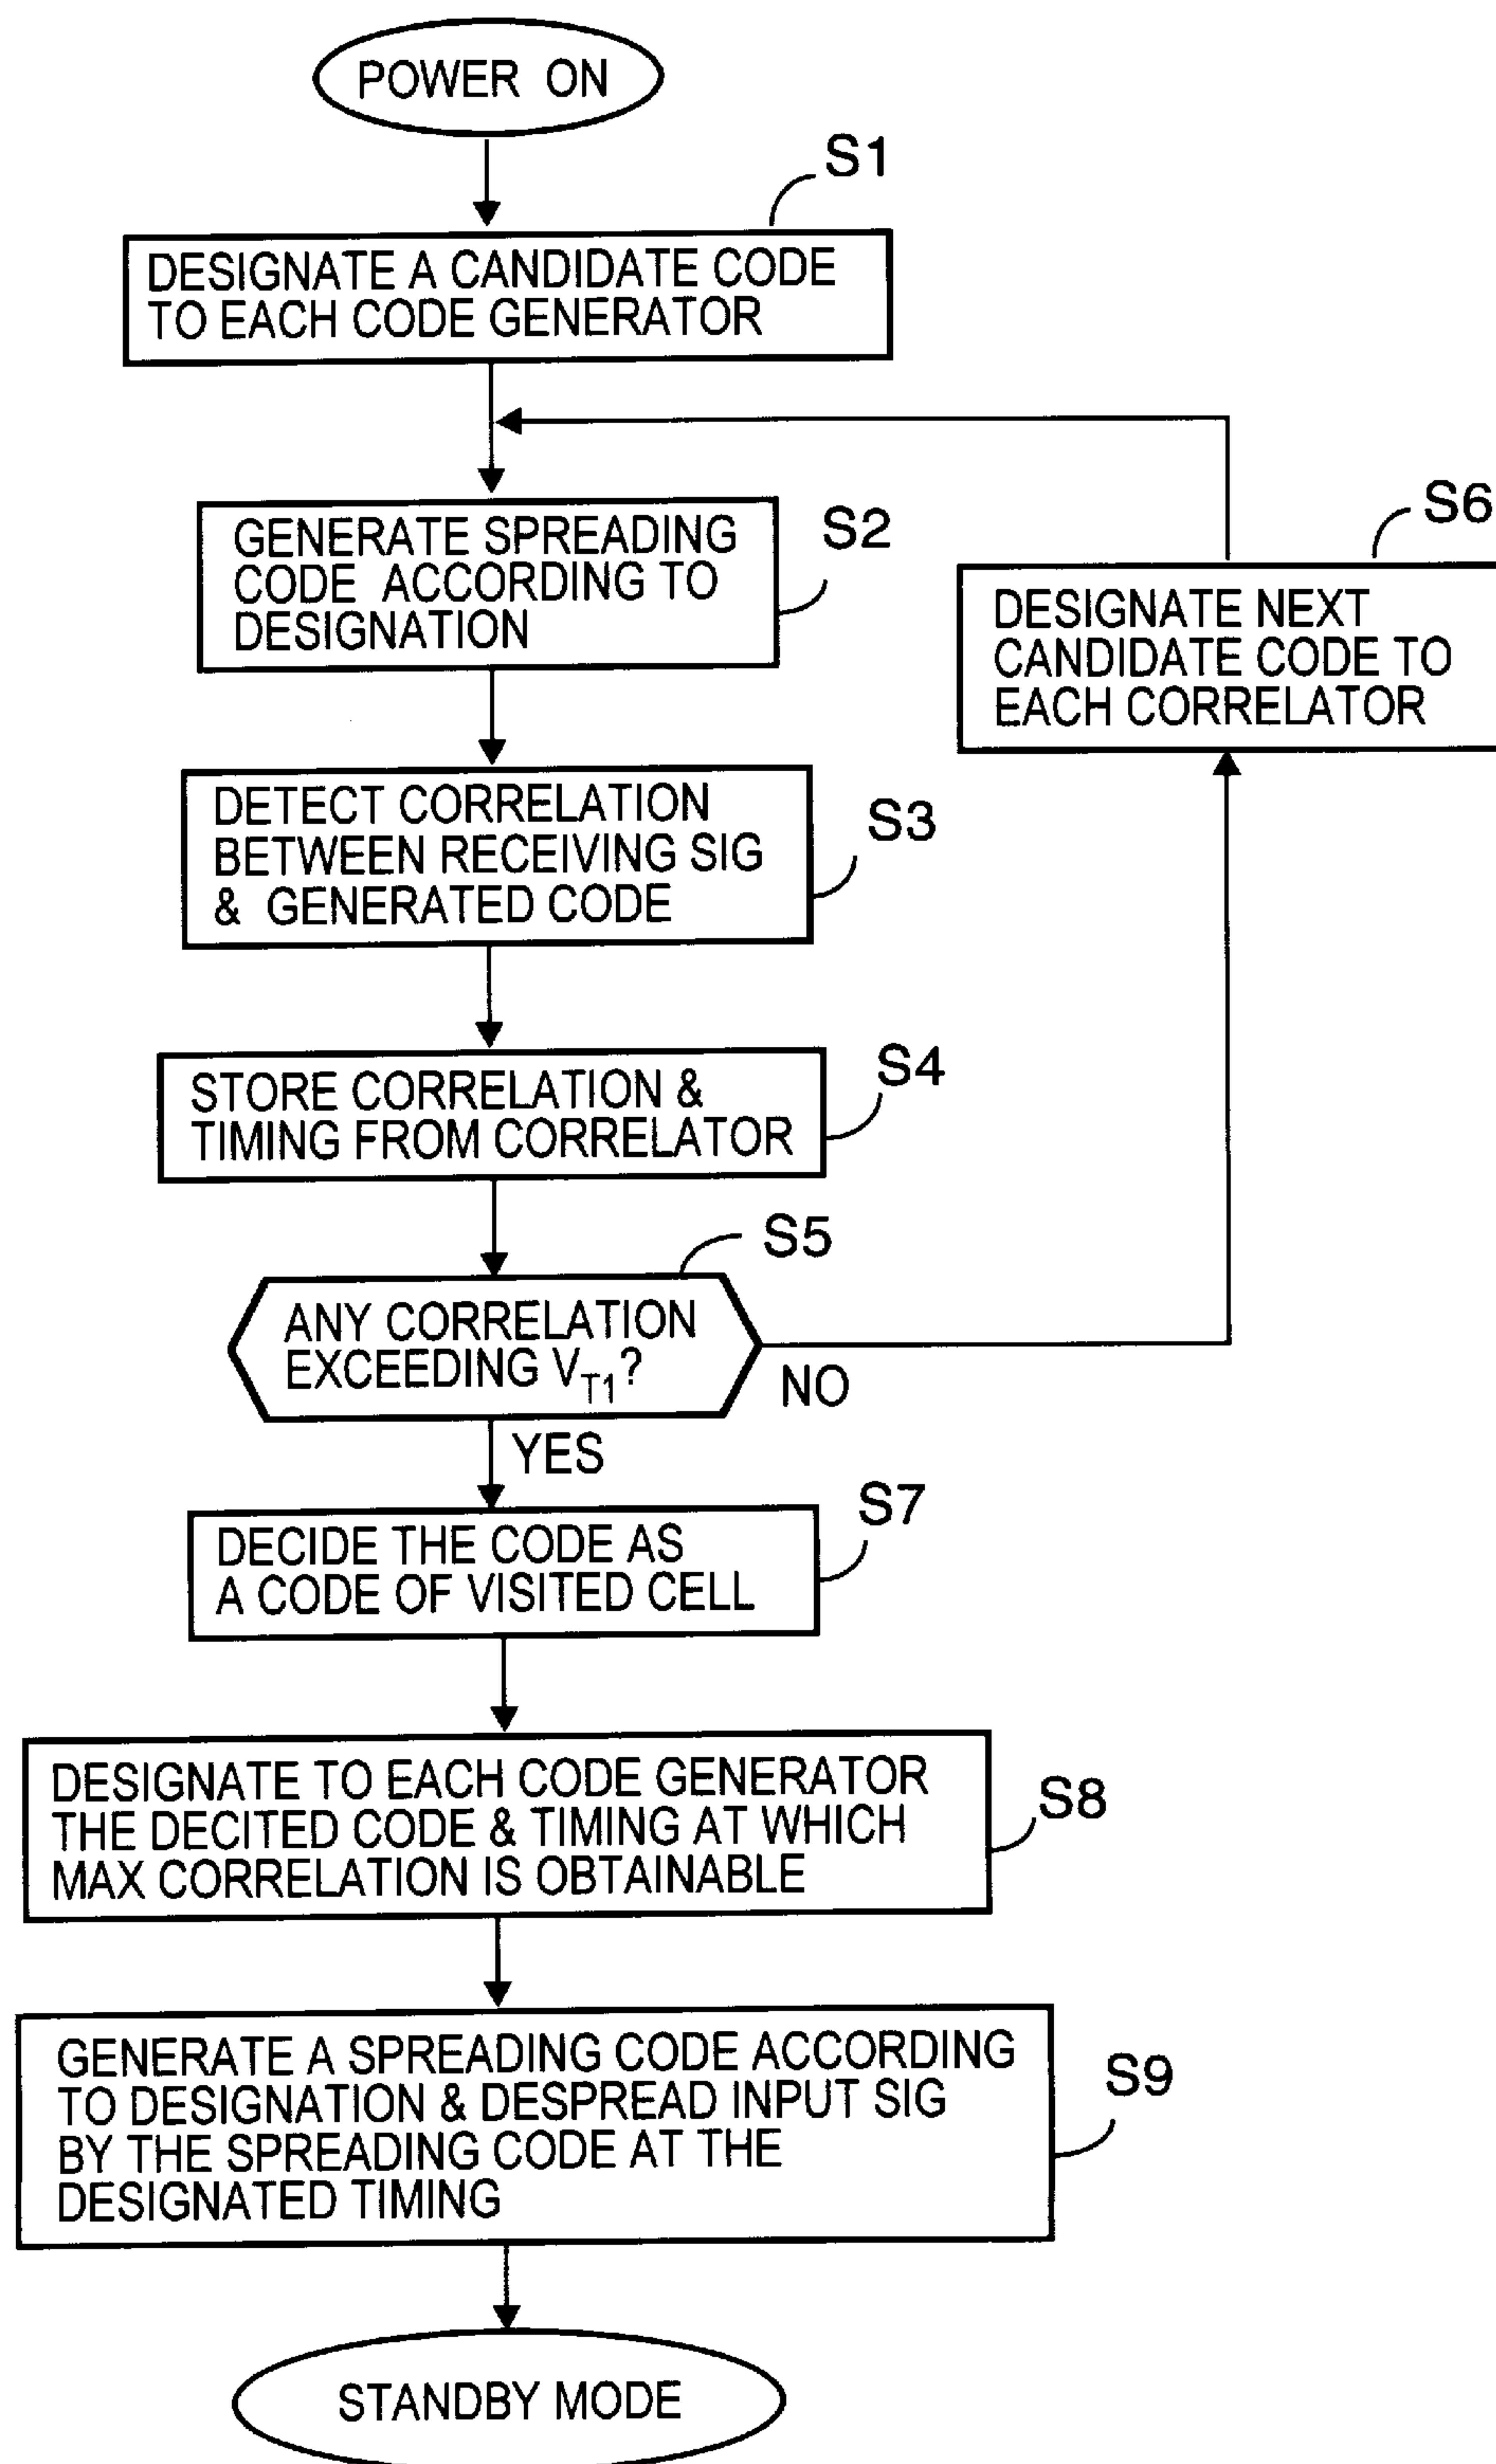 POWER ON
S1
DESIGNATE A CANDIDATE CODE
TO EACH CODE GENERATOR
S2
GENERATE SPREADING
CODE ACCORDING TO
DESIGNATION
S6
DESIGNATE NEXT
CANDIDATE CODE TO
EACH CORRELATOR
S3
DETECT CORRELATION
BETWEEN RECEIVING SIG
& GENERATED CODE
S4
STORE CORRELATION &
TIMING FROM CORRELATOR
S5
ANY CORRELATION
EXCEEDING VT1?
NO
YES
S7
DECIDE THE CODE AS
A CODE OF VISITED CELL
S8
DESIGNATE TO EACH CODE GENERATOR
THE DECITED CODE & TIMING AT WHICH
MAX CORRELATION IS OBTAINABLE
S9
GENERATE A SPREADING CODE ACCORDING
TO DESIGNATION & DESPREAD INPUT SIG
BY THE SPREADING CODE AT THE
DESIGNATED TIMING
STANDBY MODE